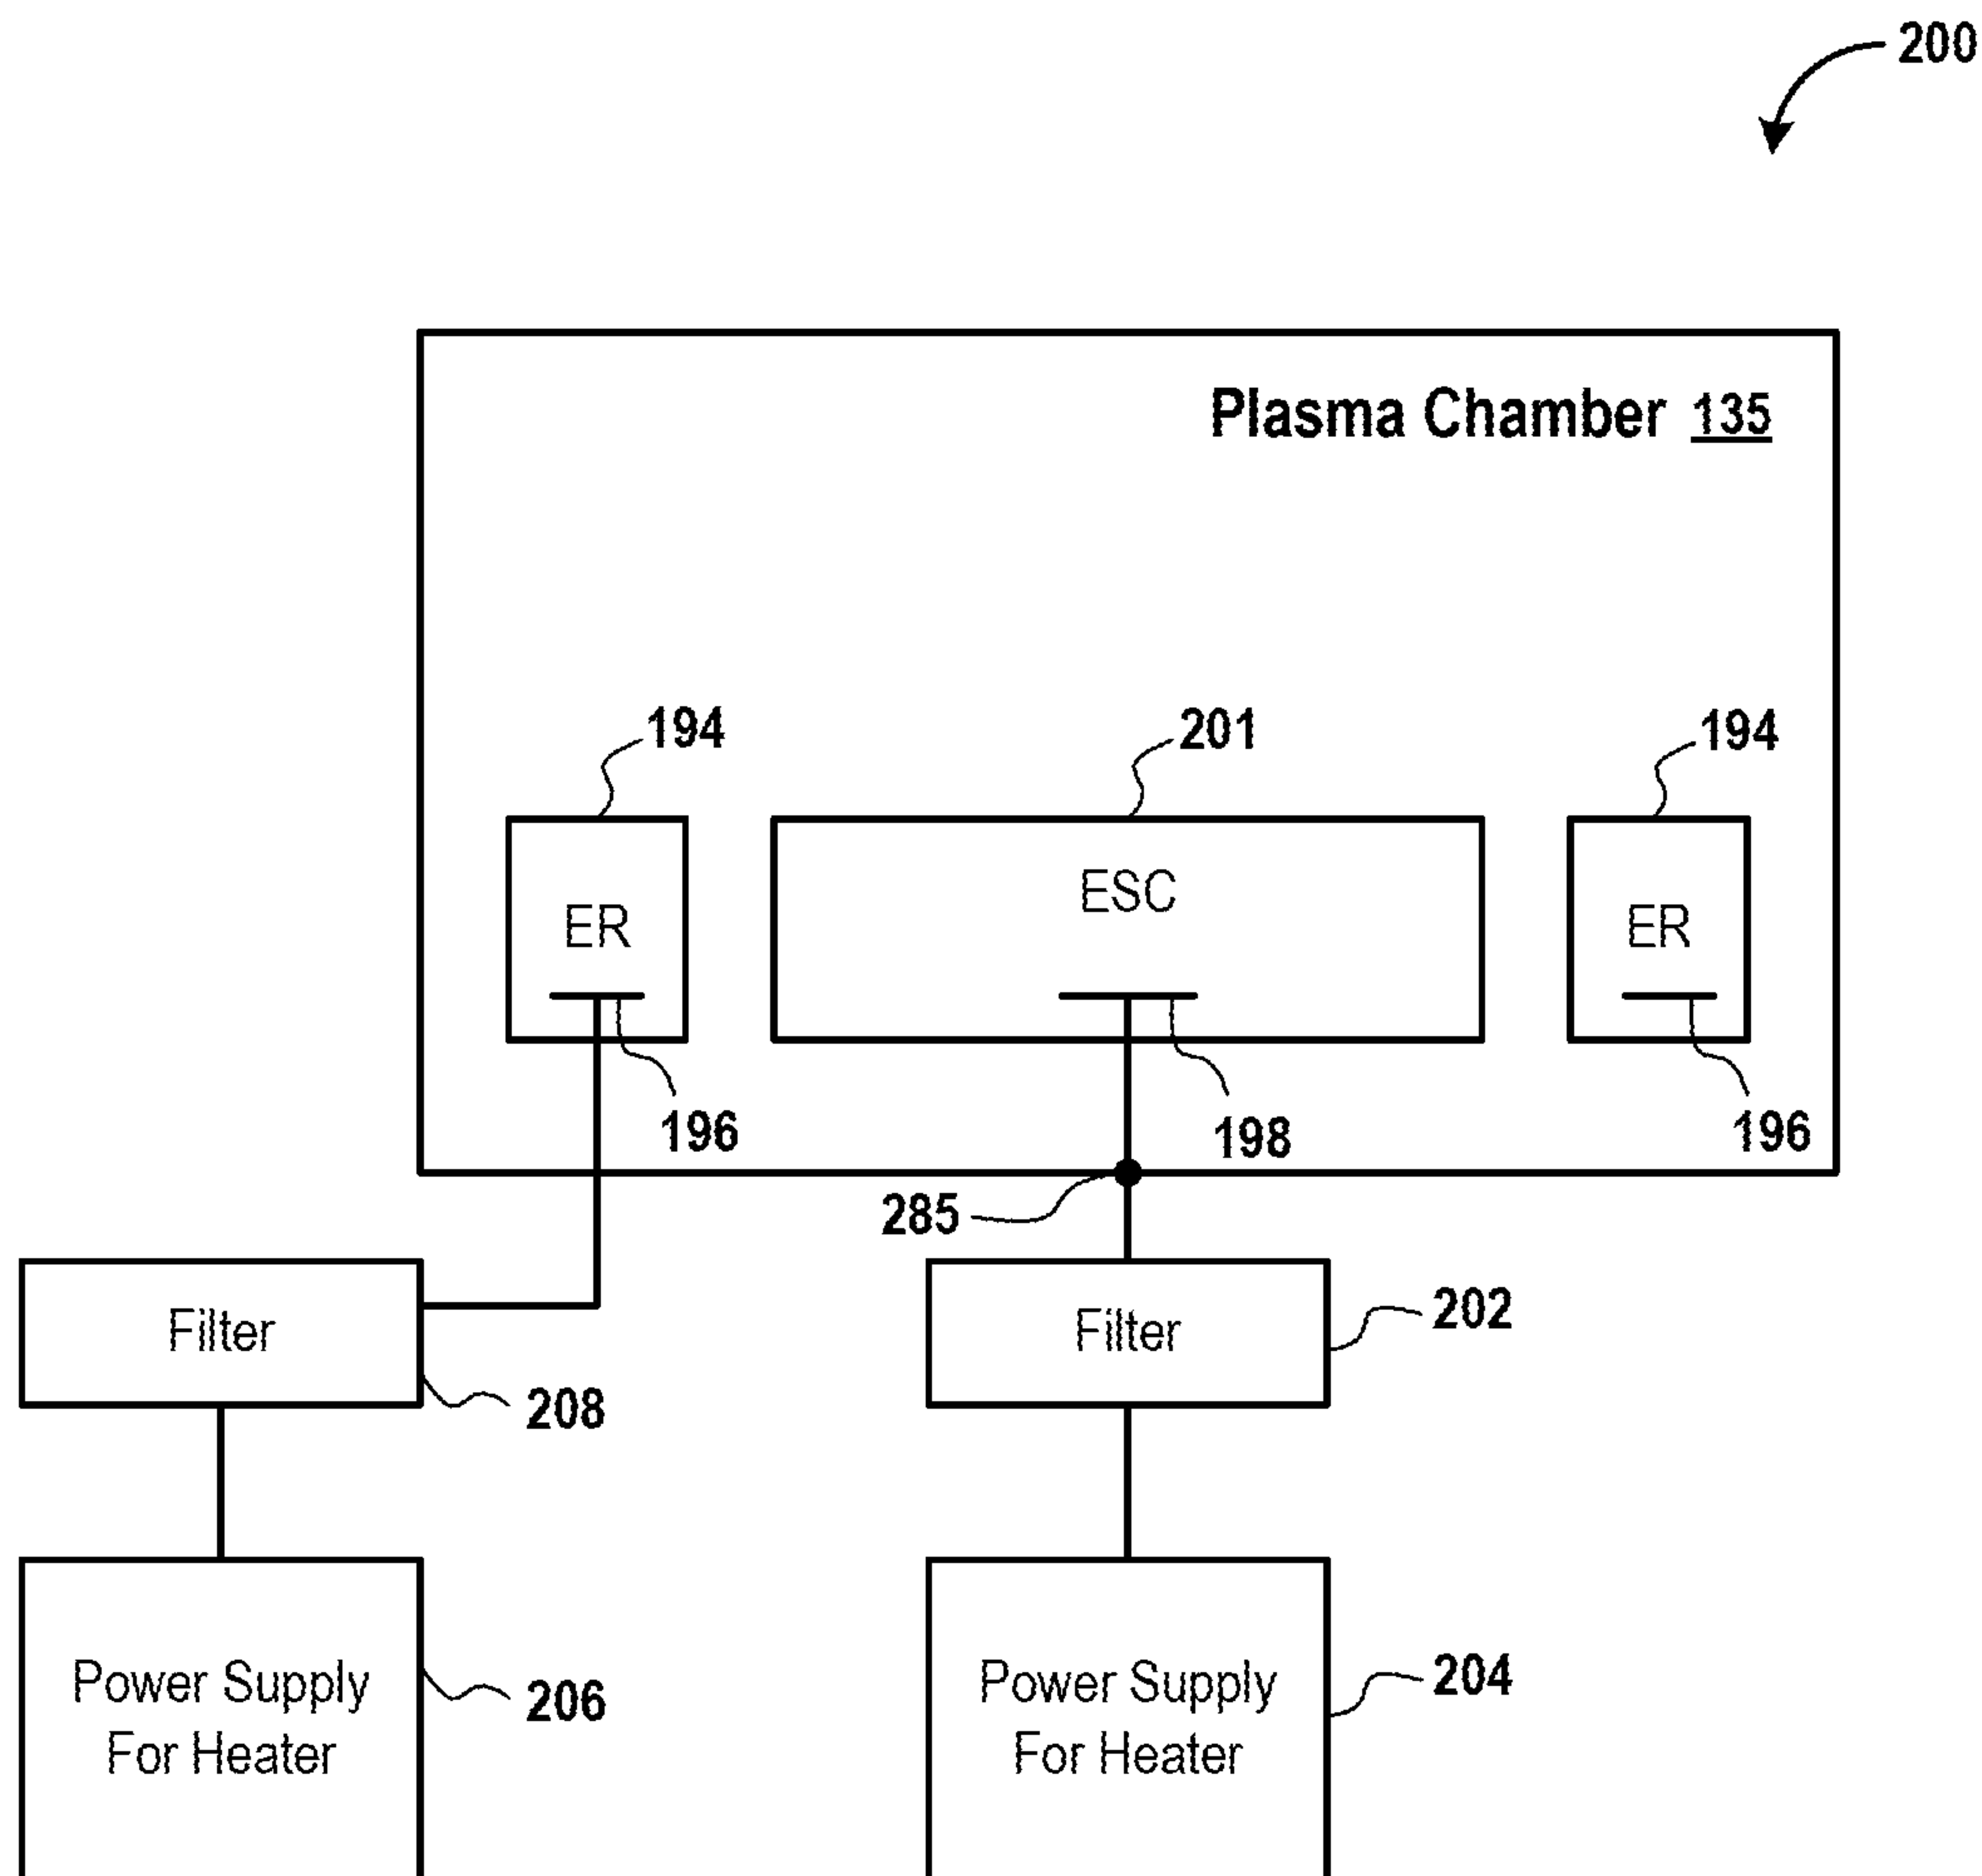 200
Plasma Chamber 135
194
201
194
ER
ESC
ER
196
198
196
285
Filter
208
Filter
202
Power Supply
For Heater
206
Power Supply
For Heater
204